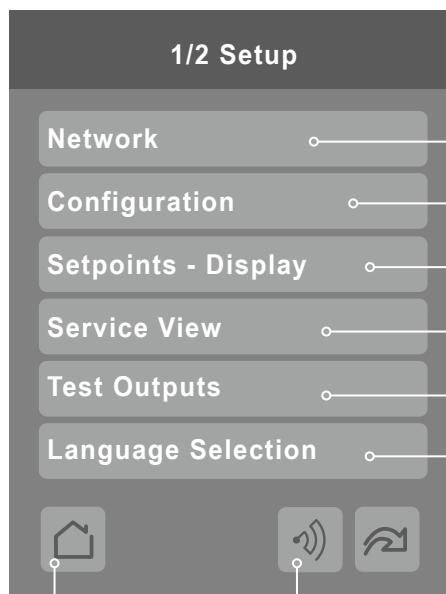 1/2 Setup
Network
Configuration
Setpoints - Display
Service View
Test Outputs
Language Selection